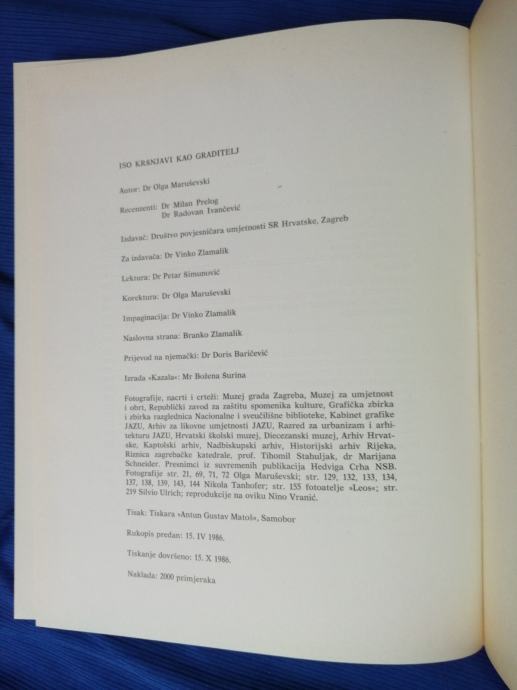 ISO KRŠNJAVI KAO GRADITELJ
Autor: Dr Olga Maruševski
Recenzenti: Dr Milan Prelog
Dr Radovan Ivančević
Izdavač: Društvo povjesničara umjetnosti SR Hrvatske, Zagreb
Za izdavača: Dr Vinko Zlamalik
Lektura: Dr Petar Šimunović
Korektura: Dr Olga Maruševski
Impaginacija: Dr Vinko Zlamalik
Naslovna strana: Branko Zlamalik
Prijevod na njemački: Dr Doris Baričević
Izrada »Kazala«: Mr Božena Šurina
Fotografije, nacrti i crteži: Muzej grada Zagreba, Muzej za umjetnost
i obrt, Republički zavod za zaštitu spomenika kulture, Grafička zbirka
i zbirka razglednica Nacionalne i sveučilišne biblioteke, Kabinet grafike
JAZU, Arhiv za likovne umjetnosti JAZU, Razred za urbanizam i arhi-
tekturu JAZU, Hrvatski školski muzej, Diecezanski muzej, Arhiv Hrvat-
ske, Kaptolski arhiv, Nadbiskupski arhiv, Historijski arhiv Rijeka,
Riznica zagrebačke katedrale, prof. Tihomil Stahuljak, dr Marijana
Schneider. Presnimci iz suvremenih publikacija Hedviga Crha NSB.
Fotografije str. 21, 69, 71, 72 Olga Maruševski; str. 129, 132, 133, 134,
137, 138, 139, 143, 144 Nikola Tanhofer; str. 155 fotoatelje »Leos«; str.
219 Silvio Ulrich; reprodukcije na oviku Nino Vranić.
Tisak: Tiskara »Antun Gustav Matoš«, Samobor
Rukopis predan: 15. IV 1986.
Tiskanje dovršeno: 15. X 1986.
Naklada: 2000 primjeraka